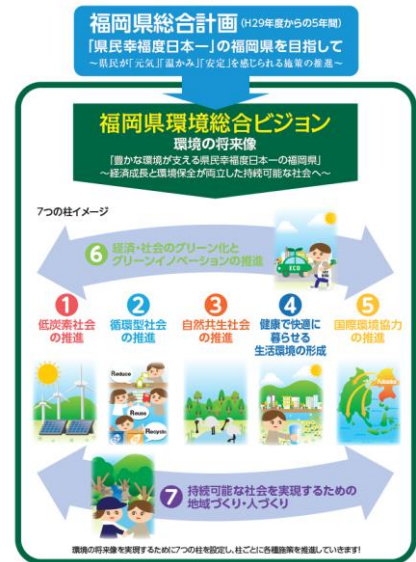 福岡県総合計画(H29年度からの5年間)
「県民幸福度日本一」の福岡県を目指して
～県民が「元気」「温かみ」「安定」を感じられる施策の推進～
福岡県環境総合ビジョン
環境の将来像
「豊かな環境が支える県民幸福度日本一の福岡県」
～経済成長と環境保全が両立した持続可能な社会へ～
7つの柱イメージ
6 経済・社会のグリーン化と
グリーンイノベーションの推進
ECO
1
低炭素社会
の推進
2
循環型社会
の推進
3
自然共生社会
の推進
4
健康で快適に
暮らせる
生活環境の形成
5
国際環境協力
の推進
Reduce
Reuse
Recycle
Fukuoka
7 持続可能な社会を実現するための
地域づくり・人づくり
環境の将来像を実現するために7つの柱を設定し、柱ごとに各種施策を推進していきます!